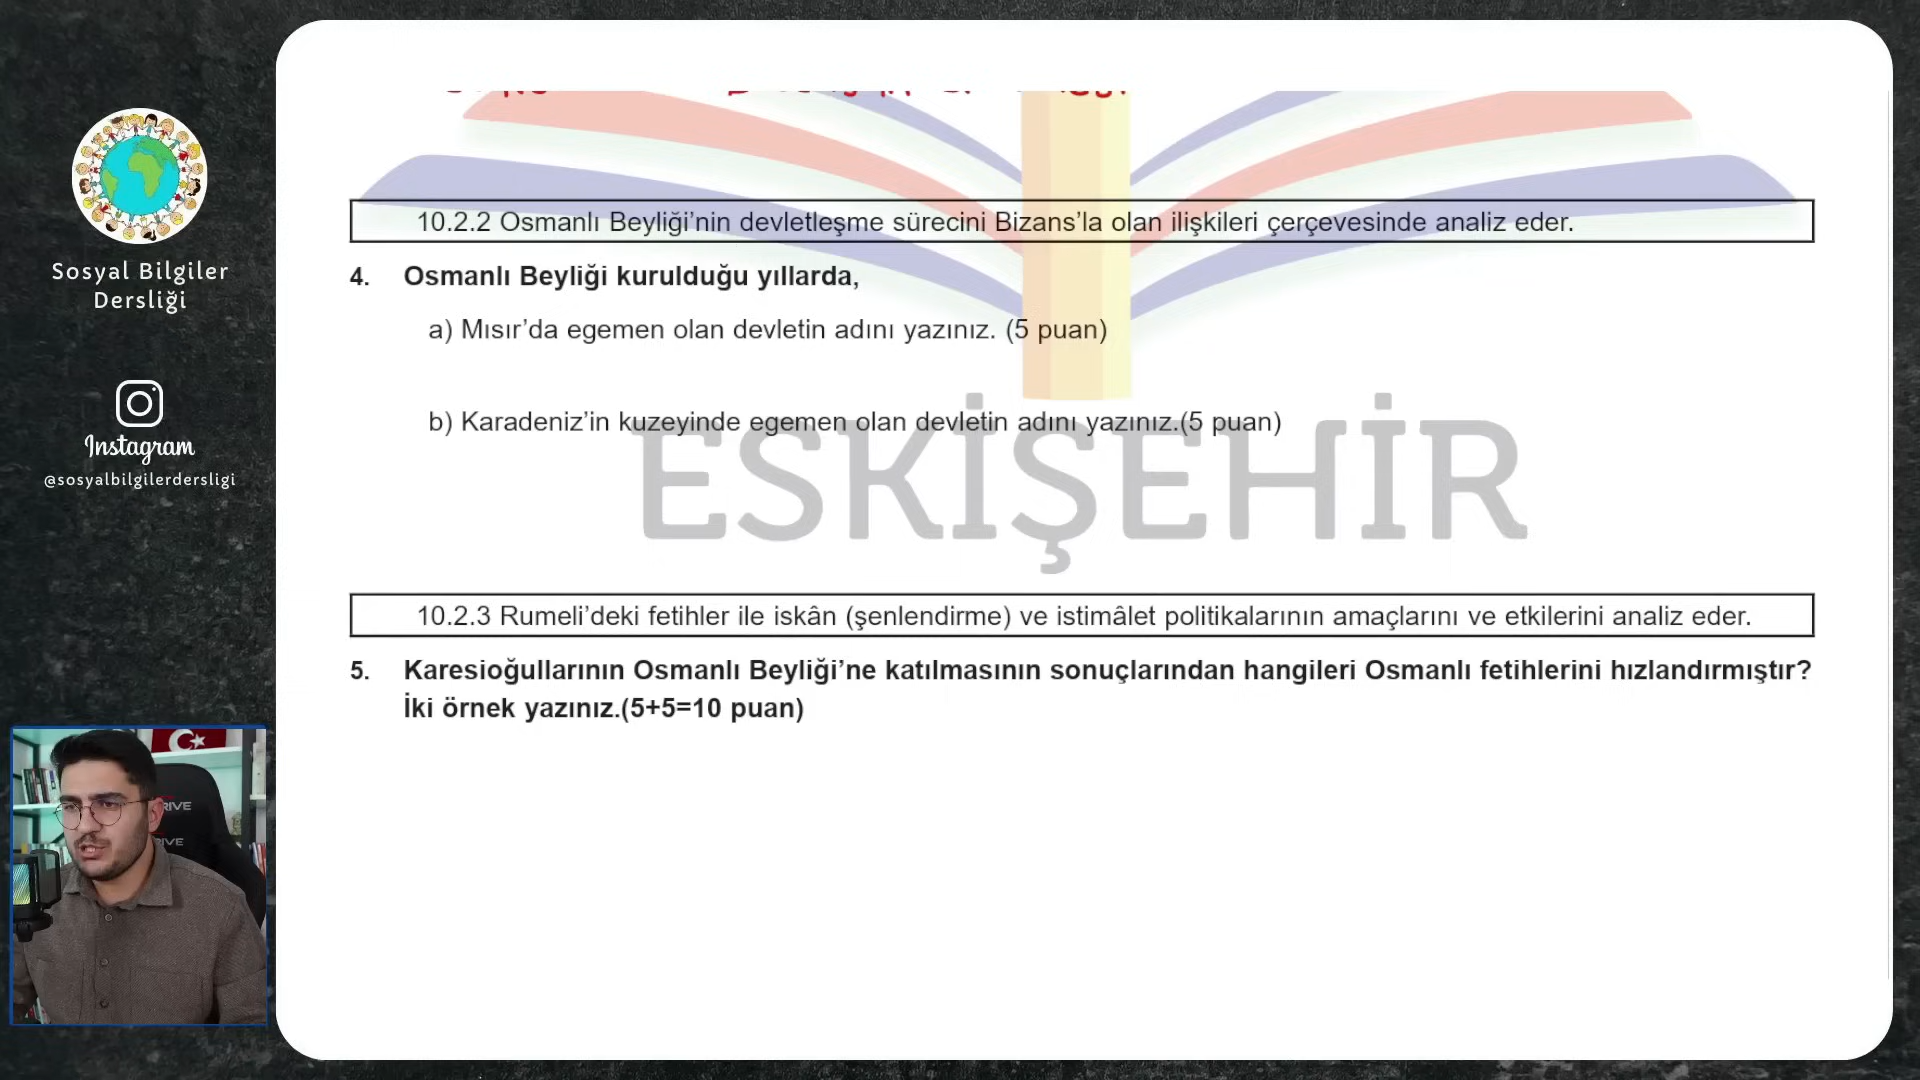 10.2.2 Osmanlı Beyliği’nin devletleşme sürecini Bizans’la olan ilişkileri çerçevesinde analiz eder.
4. Osmanlı Beyliği kurulduğu yıllarda,
a) Mısır’da egemen olan devletin adını yazınız. (5 puan)
b) Karadeniz’in kuzeyinde egemen olan devletin adını yazınız.(5 puan)
ESKİŞEHİR
10.2.3 Rumeli’deki fetihler ile iskân (şenlendirme) ve istimâlet politikalarının amaçlarını ve etkilerini analiz eder.
5. Karesioğullarının Osmanlı Beyliği’ne katılmasının sonuçlarından hangileri Osmanlı fetihlerini hızlandırmıştır?
İki örnek yazınız.(5+5=10 puan)
Sosyal Bilgiler
Dersliği
Instagram
@sosyalbilgilerdersligi